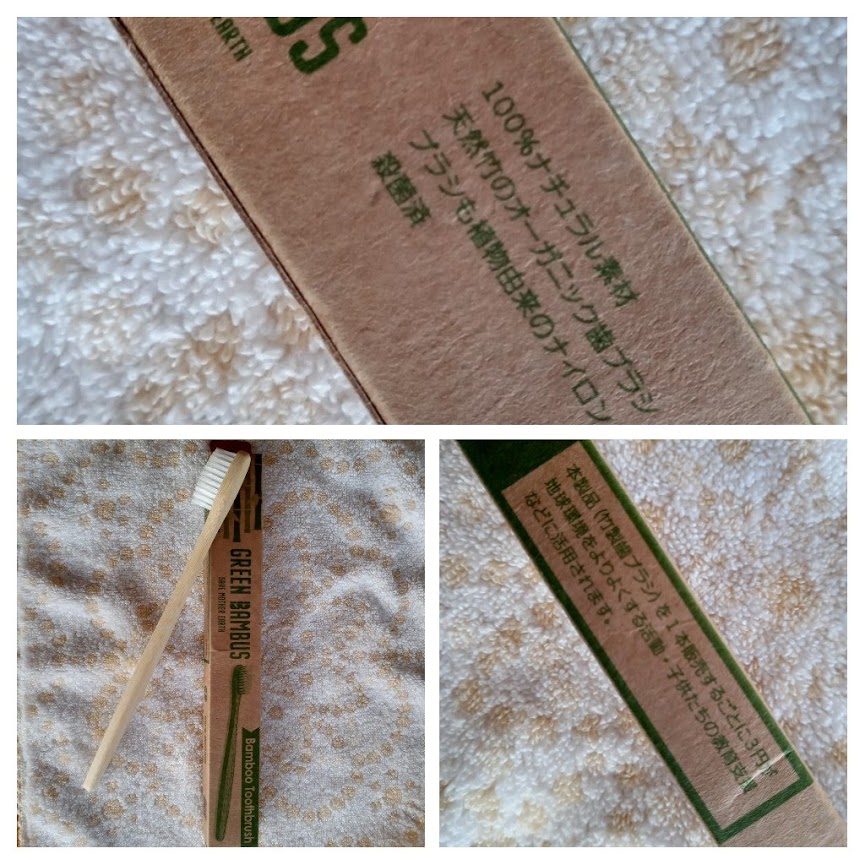 US
EARTH
100%ナチュラル素材
天然竹のオーガニック歯ブラシ
ブラシも植物由来のナイロン
殺菌済
GREEN BAMBUS
SAVE MOTHER EARTH
Bamboo Toothbrush
本製品(竹製歯ブラシ)を1本販売するごとに3円が
地球環境をよりよくする活動・子供たちの教育支援
などに活用されます。